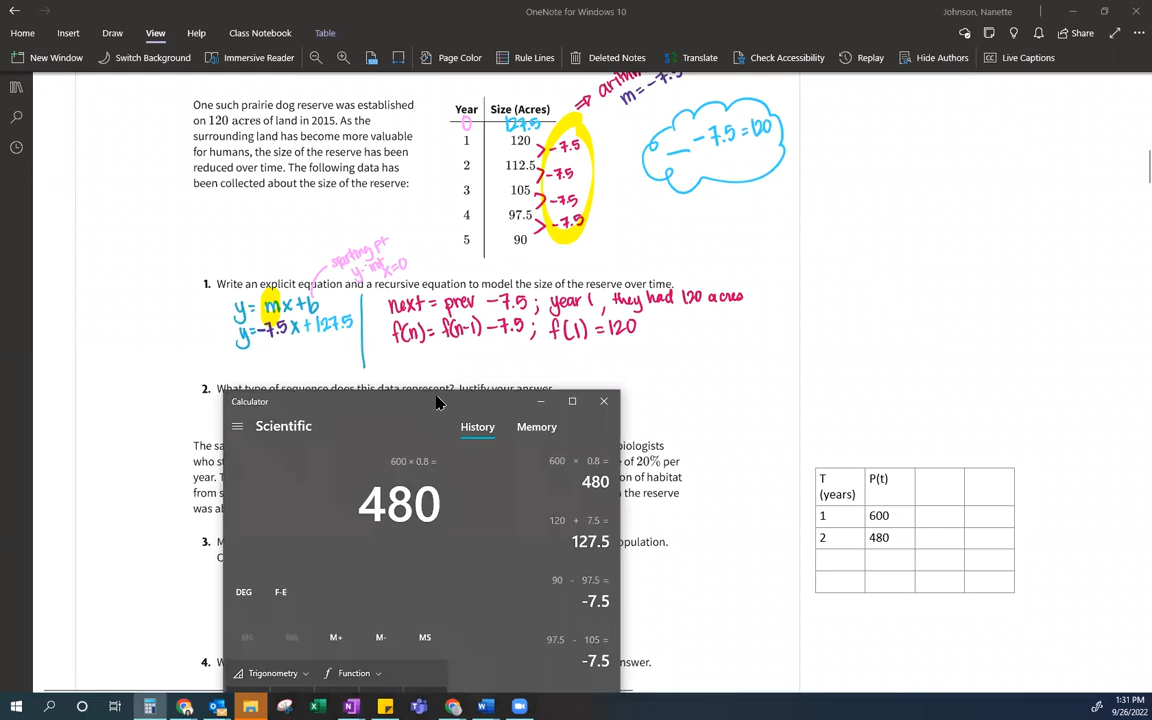 OneNote for Windows 10
Johnson, Nanette
Home Insert Draw View Help Class Notebook Table
Share
New Window Switch Background Immersive Reader Page Color Rule Lines Deleted Notes Translate Check Accessibility Replay Hide Authors Live Captions
One such prairie dog reserve was established
on 120 acres of land in 2015. As the
surrounding land has become more valuable
for humans, the size of the reserve has been
reduced over time. The following data has
been collected about the size of the reserve:
Year Size (Acres)
0 127.5
1 120
2 112.5
3 105
4 97.5
5 90
-7.5
-7.5
-7.5
-7.5
⇒
m = -7.5
__ -7.5 = 120
starting pt
y-int
x=0
1. Write an explicit equation and a recursive equation to model the size of the reserve over time.
y = mx + b
y = -7.5x + 127.5
next = prev -7.5 ; year 1 , they had 120 acres
f(n) = f(n-1) -7.5 ; f(1) = 120
2. What type of sequence does this data represent? Justify your answer.
The sa
biologists
who s
e of 20% per
year. T
on of habitat
from s
n the reserve
was ab
3. M
opulation.
C
4. W
nswer.
Calculator
Scientific
History Memory
600 × 0.8 =
480
600 × 0.8 =
480
120 + 7.5 =
127.5
90 - 97.5 =
-7.5
97.5 - 105 =
-7.5
DEG F-E
MC MR M+ M- MS
Trigonometry Function
T (years) P(t)
1 600
2 480
1:31 PM
9/26/2022